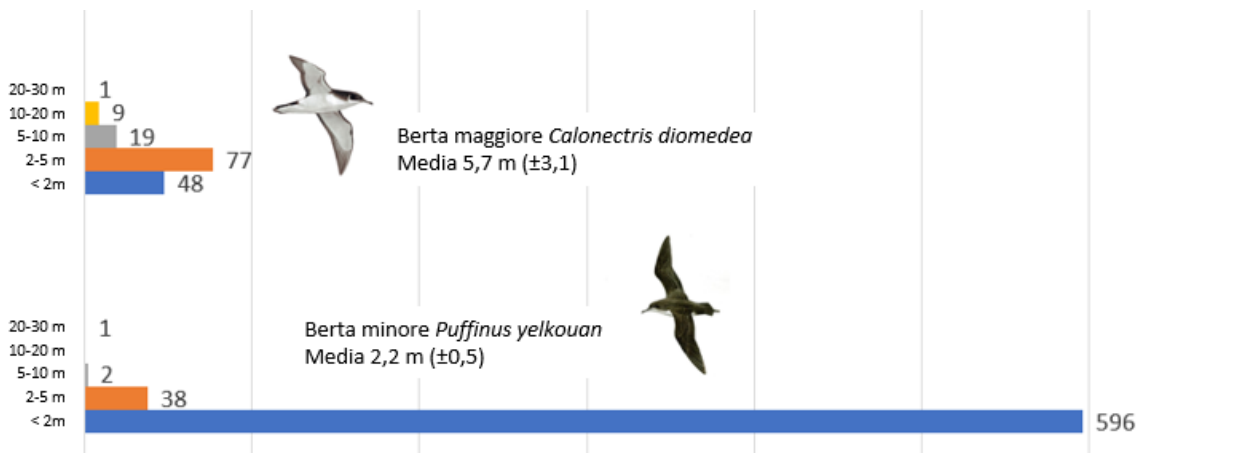 20-30 m 1
10-20 m 9
5-10 m 19
2-5 m 77
< 2m 48
Berta maggiore Calonectris diomedea
Media 5,7 m (±3,1)
20-30 m 1
10-20 m
5-10 m 2
2-5 m 38
< 2m 596
Berta minore Puffinus yelkouan
Media 2,2 m (±0,5)